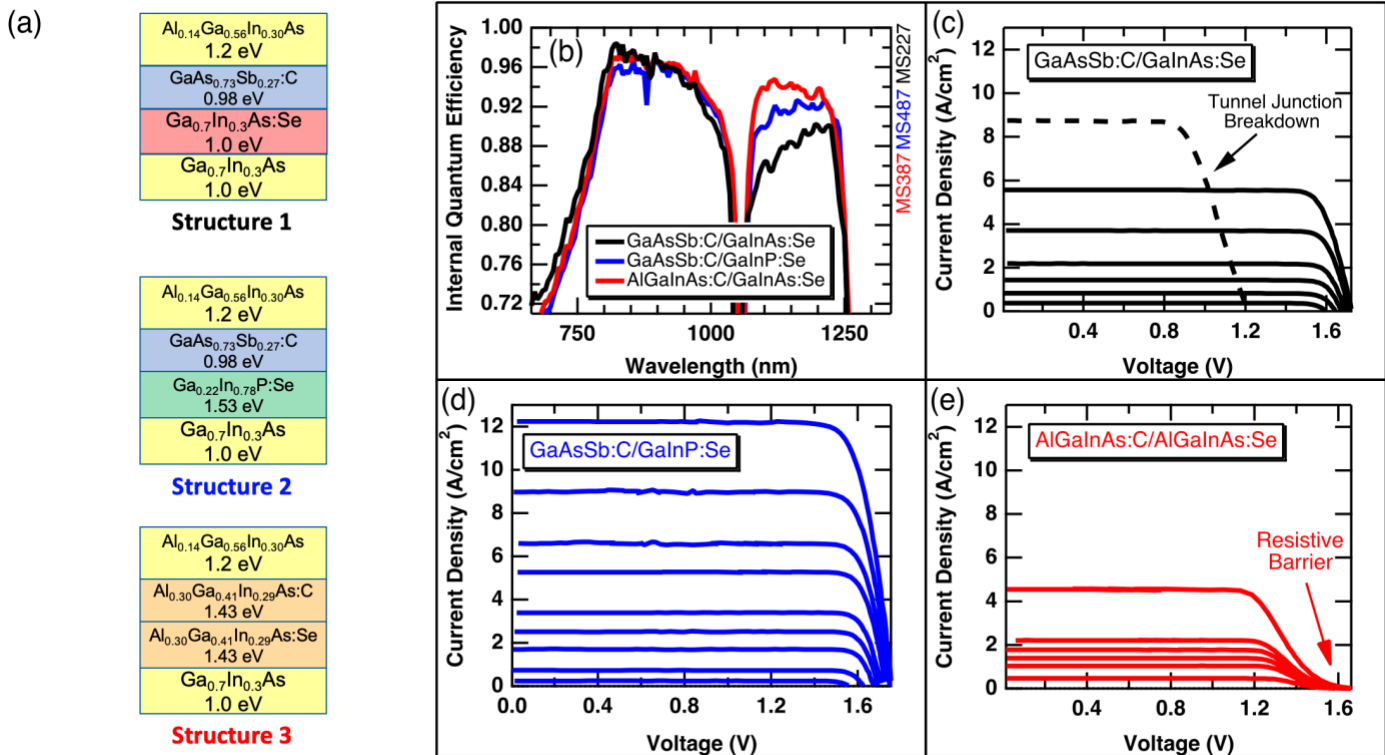 (a)
Al0.14Ga0.56In0.30As
1.2 eV
GaAs0.73Sb0.27:C
0.98 eV
Ga0.7In0.3As:Se
1.0 eV
Ga0.7In0.3As
1.0 eV
Structure 1
Al0.14Ga0.56In0.30As
1.2 eV
GaAs0.73Sb0.27:C
0.98 eV
Ga0.22In0.78P:Se
1.53 eV
Ga0.7In0.3As
1.0 eV
Structure 2
Al0.14Ga0.56In0.30As
1.2 eV
Al0.30Ga0.41In0.29As:C
1.43 eV
Al0.30Ga0.41In0.29As:Se
1.43 eV
Ga0.7In0.3As
1.0 eV
Structure 3
(b)
Internal Quantum Efficiency
1.00
0.96
0.92
0.88
0.84
0.80
0.76
0.72
GaAsSb:C/GaInAs:Se
GaAsSb:C/GaInP:Se
AlGaInAs:C/GaInAs:Se
750
1000
1250
Wavelength (nm)
MS387 MS487 MS227
(c)
Current Density (A/cm2)
12
10
8
6
4
2
0
GaAsSb:C/GaInAs:Se
Tunnel Junction
Breakdown
0.4
0.8
1.2
1.6
Voltage (V)
(d)
Current Density (A/cm2)
12
10
8
6
4
2
0
GaAsSb:C/GaInP:Se
0.0
0.4
0.8
1.2
1.6
Voltage (V)
(e)
Current Density (A/cm2)
12
10
8
6
4
2
0
AlGaInAs:C/AlGaInAs:Se
Resistive
Barrier
0.4
0.8
1.2
1.6
Voltage (V)